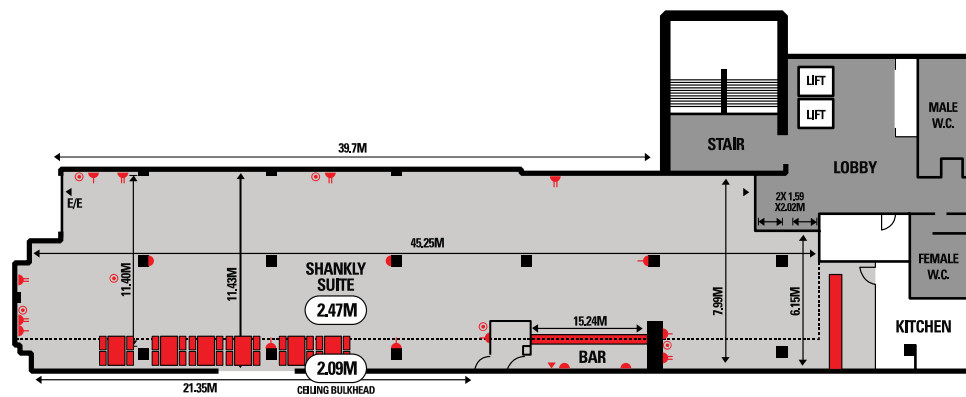 LIFT
LIFT
MALE
W.C.
STAIR
LOBBY
39.7M
E/E
2X 1.59
X2.02M
45.25M
11.40M
11.43M
SHANKLY
SUITE
2.47M
7.99M
6.15M
FEMALE
W.C.
15.24M
KITCHEN
BAR
2.09M
21.35M
CEILING BULKHEAD